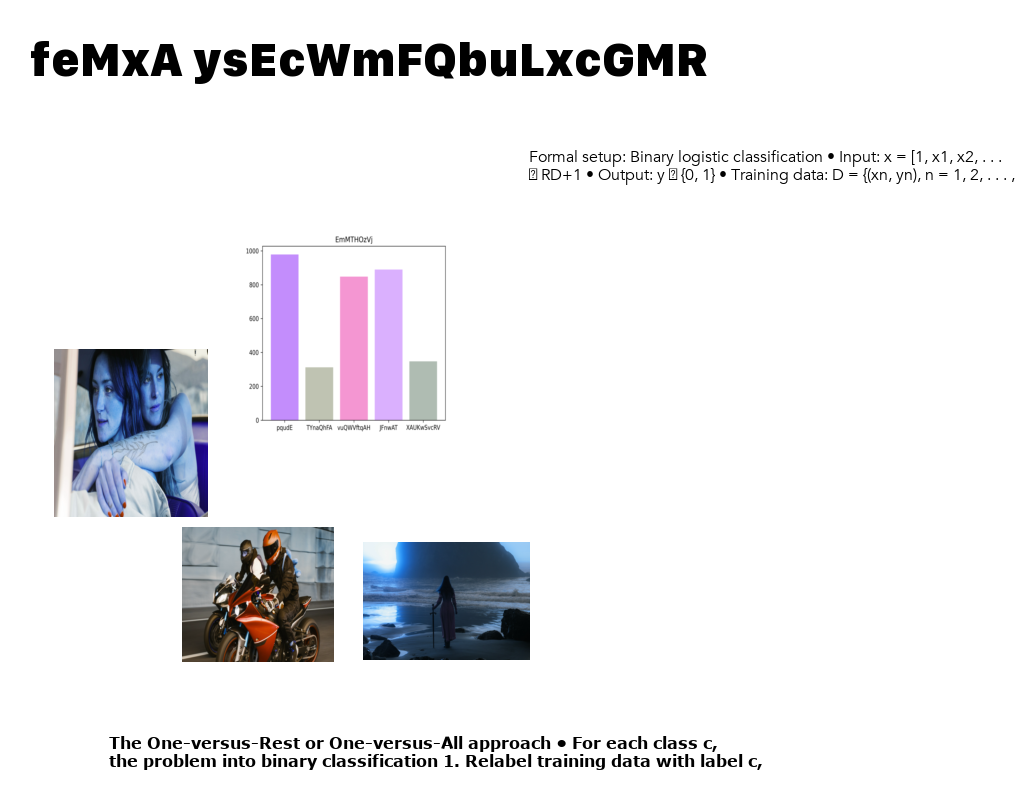 feMxA ysEcWmFQbuLxcGMR
Formal setup: Binary logistic classification • Input: x = [1, x1, x2, . . .
RD+1 • Output: y {0, 1} • Training data: D = {(xn, yn), n = 1, 2, . . . ,
EmMTHOzVj
1000
800
600
400
200
0
pqudE TYnaQhFA vuQWVftqAH JFnwAT XAUKwSvcRV
The One-versus-Rest or One-versus-All approach • For each class c,
the problem into binary classification 1. Relabel training data with label c,